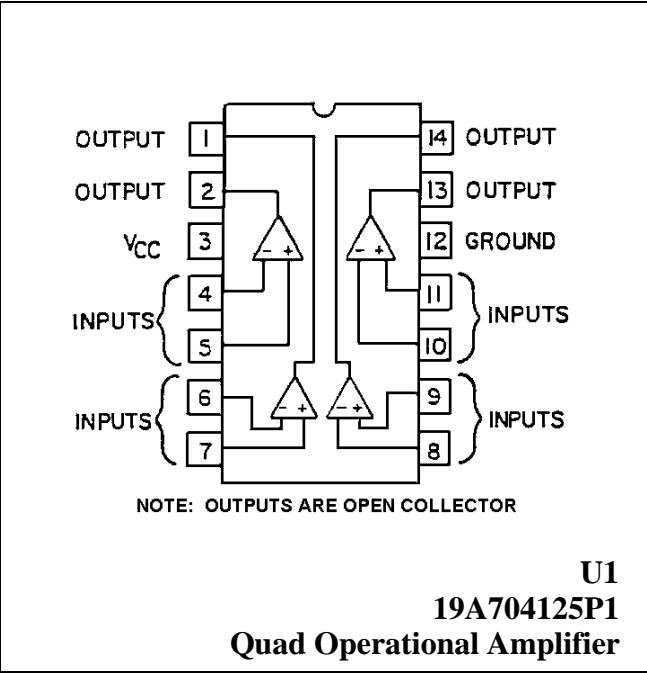 OUTPUT 1 14 OUTPUT
OUTPUT 2 13 OUTPUT
VCC 3 12 GROUND
- + - +
4 11
INPUTS INPUTS
5 10
6 9
- + - +
INPUTS INPUTS
7 8
NOTE: OUTPUTS ARE OPEN COLLECTOR
U1
19A704125P1
Quad Operational Amplifier